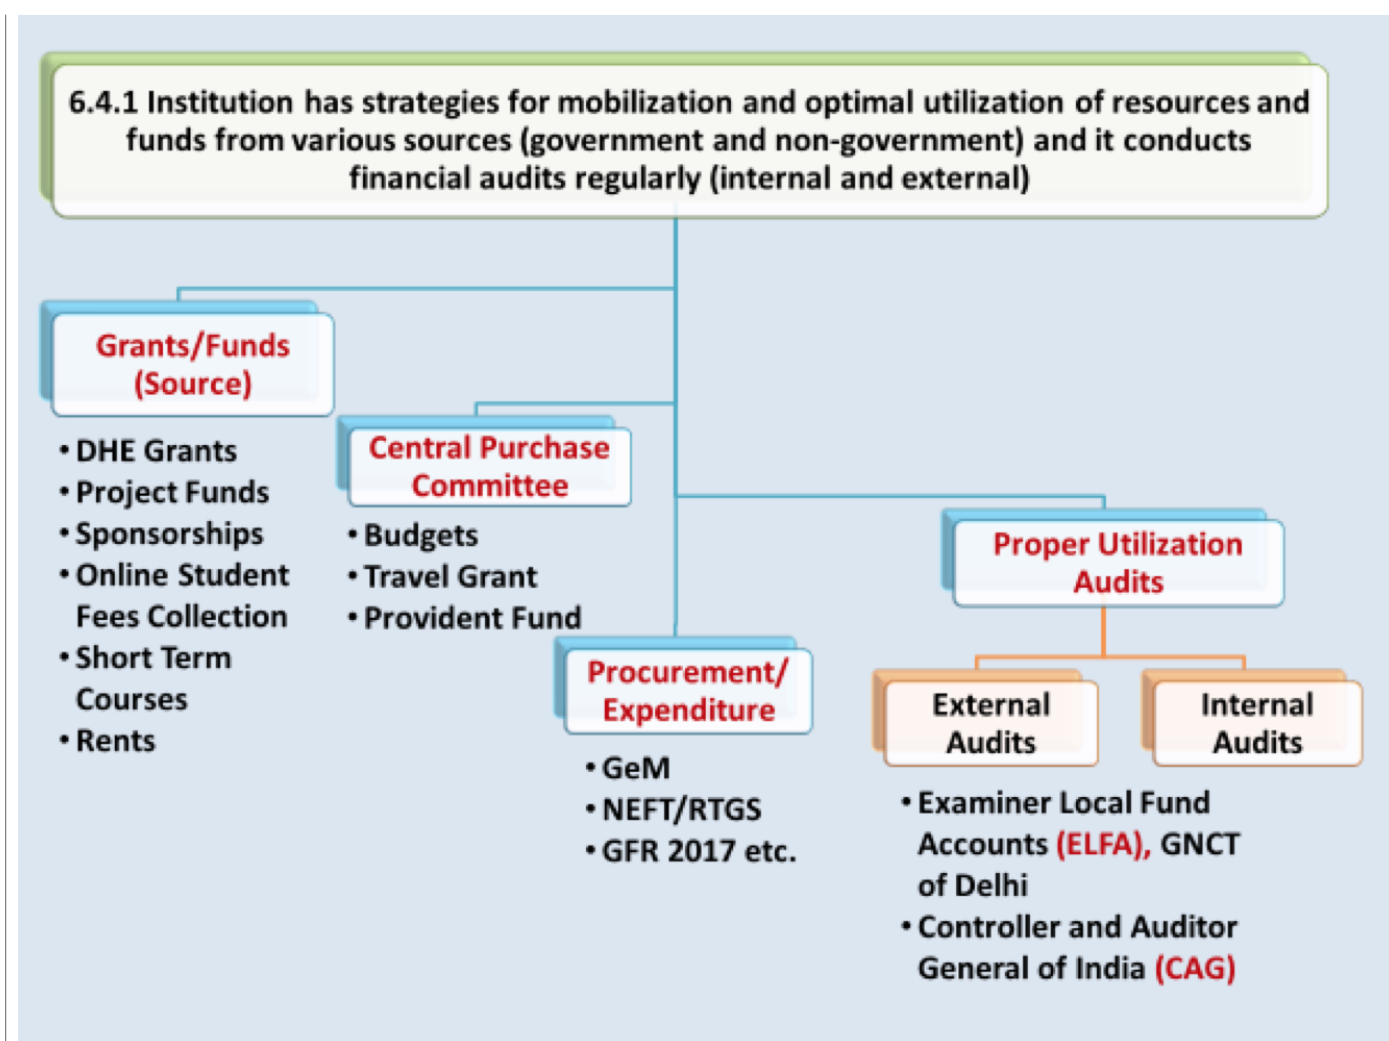 6.4.1 Institution has strategies for mobilization and optimal utilization of resources and
funds from various sources (government and non-government) and it conducts
financial audits regularly (internal and external)
Grants/Funds
(Source)
• DHE Grants
• Project Funds
• Sponsorships
• Online Student
Fees Collection
• Short Term
Courses
• Rents
Central Purchase
Committee
• Budgets
• Travel Grant
• Provident Fund
Procurement/
Expenditure
• GeM
• NEFT/RTGS
• GFR 2017 etc.
Proper Utilization
Audits
External
Audits
• Examiner Local Fund
Accounts (ELFA), GNCT
of Delhi
• Controller and Auditor
General of India (CAG)
Internal
Audits